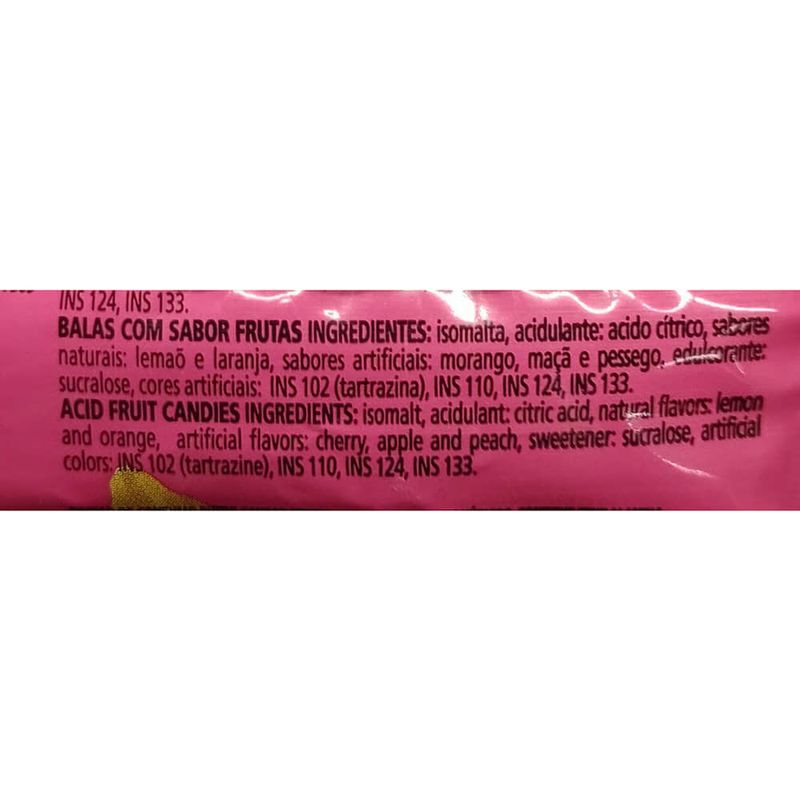 INS 124, INS 133.
BALAS COM SABOR FRUTAS INGREDIENTES: isomalta, acidulante: acido cítrico, sabores
naturais: lemaõ e laranja, sabores artificiais: morango, maçã e pessego, edulcorante:
sucralose, cores artificiais: INS 102 (tartrazina), INS 110, INS 124, INS 133.
ACID FRUIT CANDIES INGREDIENTS: isomalt, acidulant: citric acid, natural flavors: lemon
and orange, artificial flavors: cherry, apple and peach, sweetener: sucralose, artificial
colors: INS 102 (tartrazine), INS 110, INS 124, INS 133.